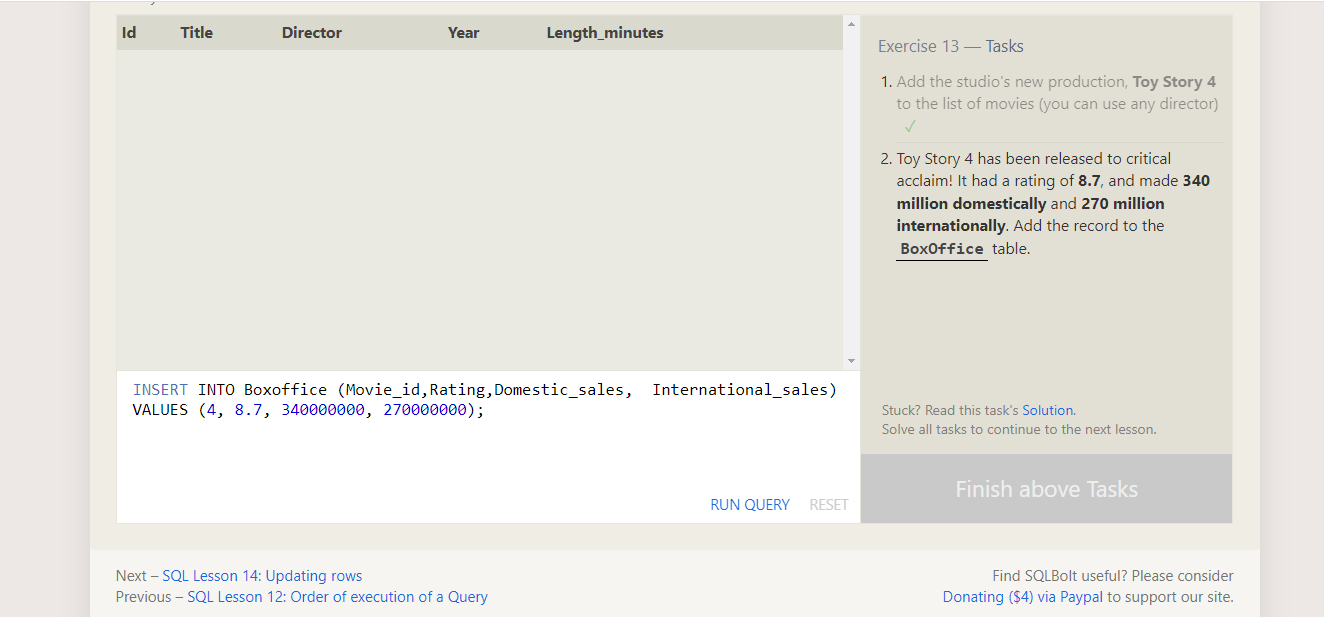 Id Title Director Year Length_minutes
Exercise 13 — Tasks
1. Add the studio's new production, Toy Story 4
to the list of movies (you can use any director)
✓
2. Toy Story 4 has been released to critical
acclaim! It had a rating of 8.7, and made 340
million domestically and 270 million
internationally. Add the record to the
BoxOffice table.
INSERT INTO Boxoffice (Movie_id,Rating,Domestic_sales,  International_sales)
VALUES (4, 8.7, 340000000, 270000000);
RUN QUERY RESET
Stuck? Read this task's Solution.
Solve all tasks to continue to the next lesson.
Finish above Tasks
Next – SQL Lesson 14: Updating rows
Previous – SQL Lesson 12: Order of execution of a Query
Find SQLBolt useful? Please consider
Donating ($4) via Paypal to support our site.